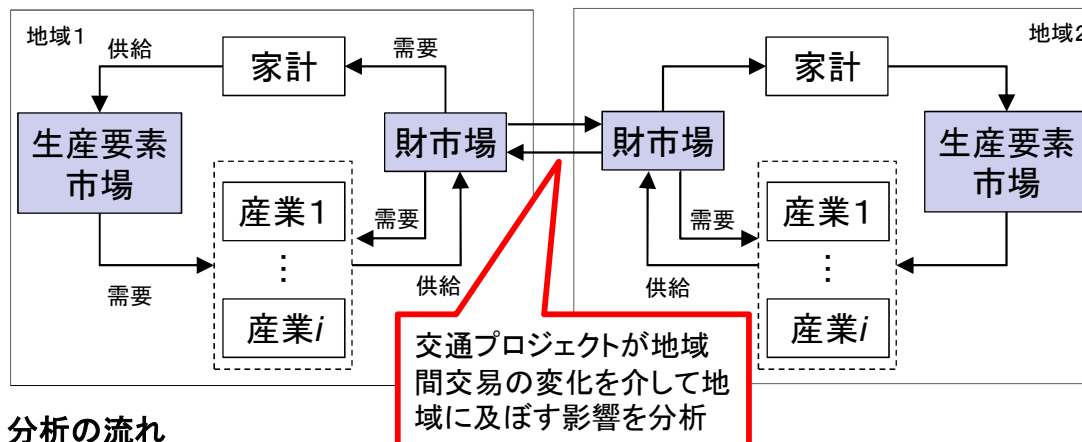 地域1
供給
家計
需要
生産要素
市場
財市場
産業1
⋮
産業i
需要
需要
供給
地域2
家計
財市場
生産要素
市場
需要
産業1
⋮
産業i
供給
交通プロジェクトが地域
間交易の変化を介して地
域に及ぼす影響を分析
分析の流れ